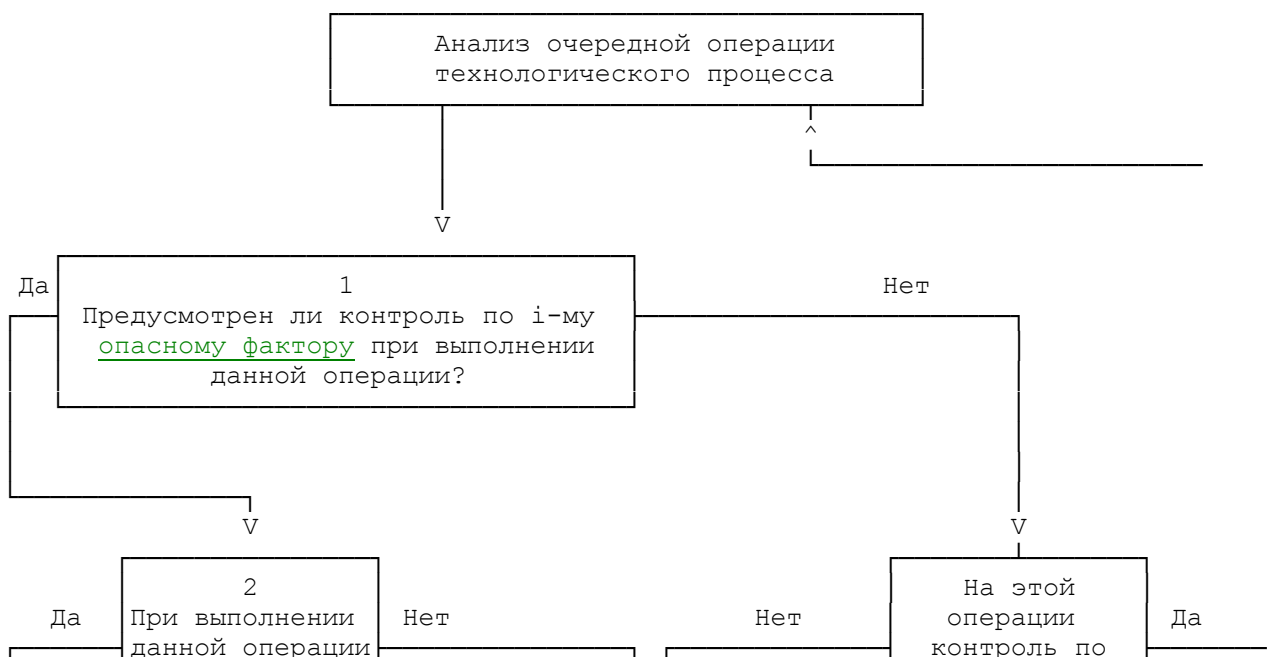 Анализ очередной операции
технологического процесса
^
V
Да 1 Нет
Предусмотрен ли контроль по i-му
опасному фактору при выполнении
данной операции?
V V
2 На этой
Да При выполнении Нет Нет операции Да
данной операции контроль по